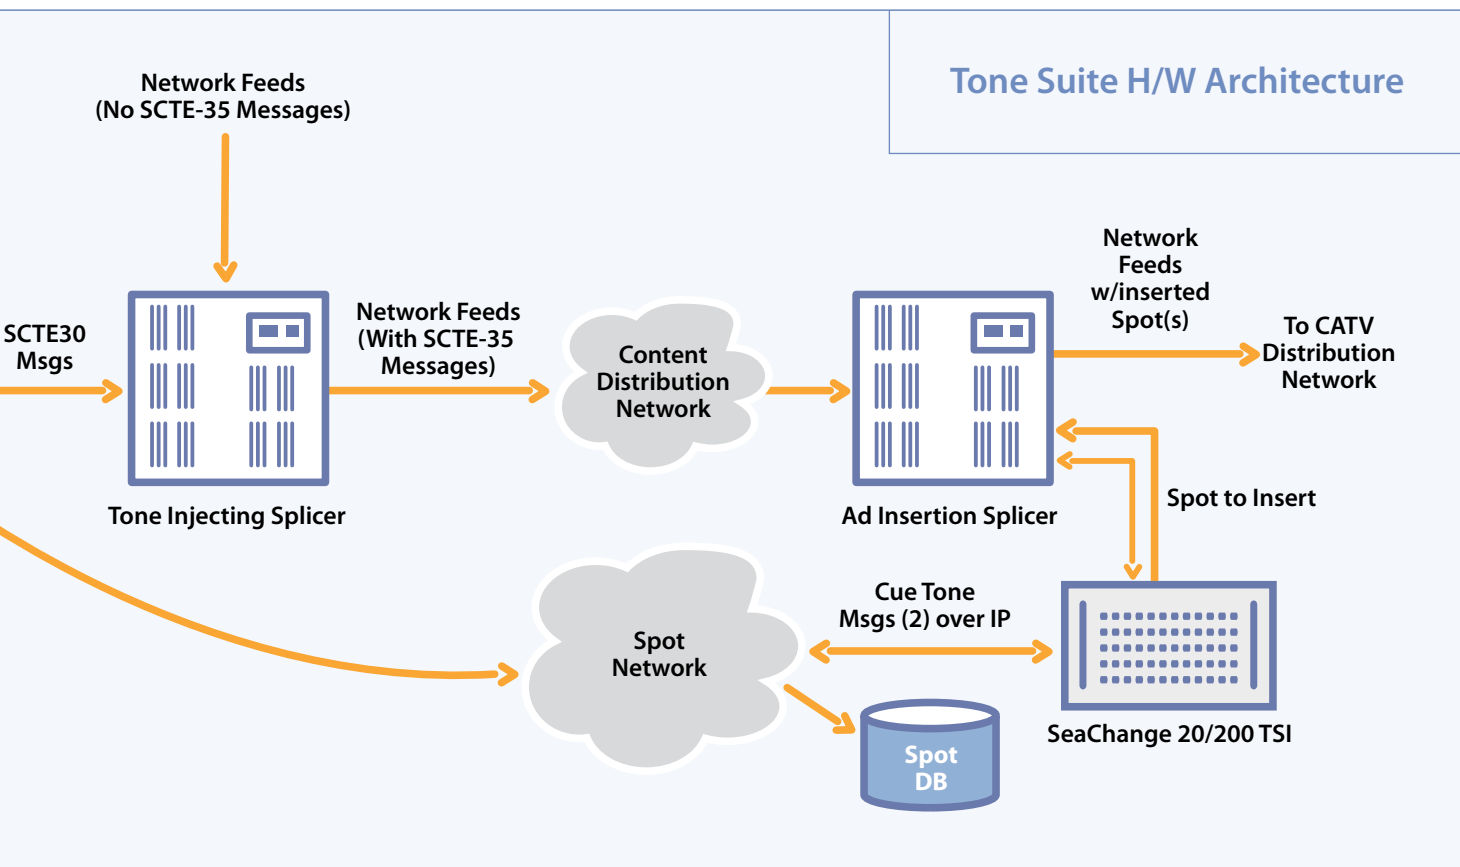 Tone Suite H/W Architecture
Network Feeds
(No SCTE-35 Messages)
SCTE30
Msgs
Network Feeds
(With SCTE-35
Messages)
Content
Distribution
Network
Network
Feeds
w/inserted
Spot(s)
To CATV
Distribution
Network
Tone Injecting Splicer
Ad Insertion Splicer
Spot to Insert
Spot
Network
Cue Tone
Msgs (2) over IP
SeaChange 20/200 TSI
Spot
DB